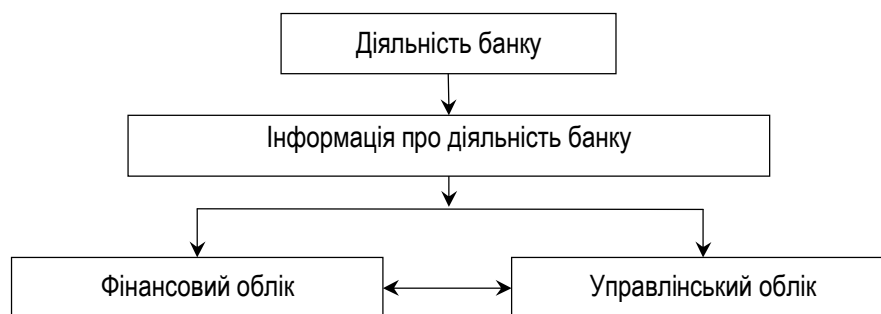 Діяльність банку
Інформація про діяльність банку
Фінансовий облік
Управлінський облік